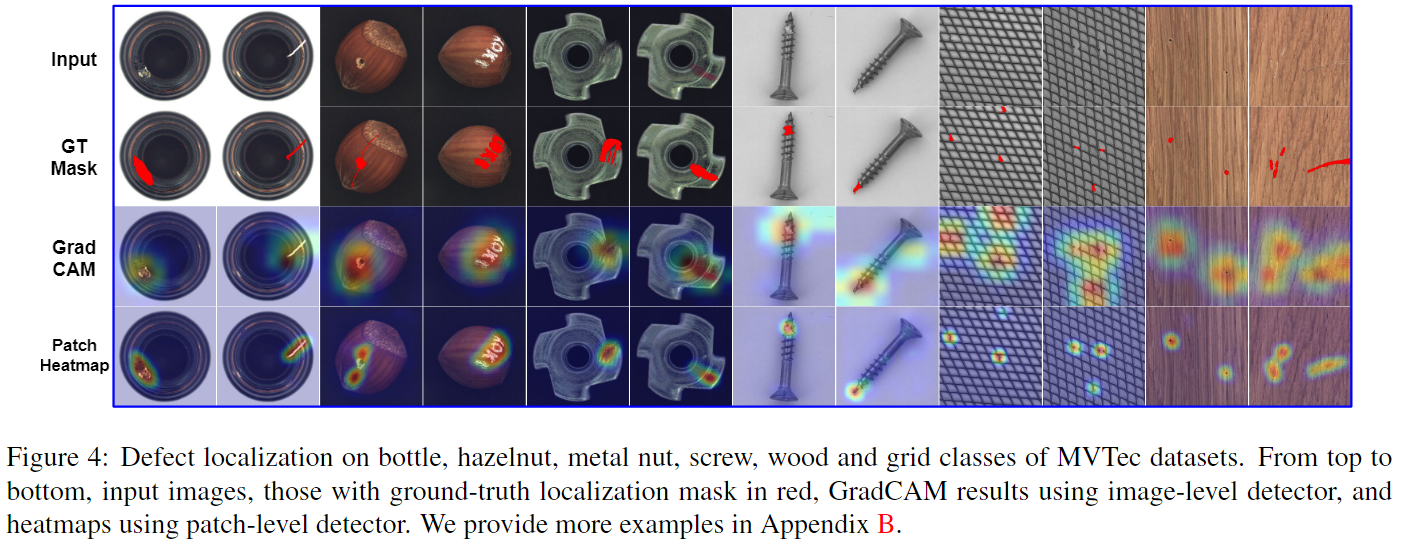 Input
GT
Mask
Grad
CAM
Patch
Heatmap
Figure 4: Defect localization on bottle, hazelnut, metal nut, screw, wood and grid classes of MVTec datasets. From top to
bottom, input images, those with ground-truth localization mask in red, GradCAM results using image-level detector, and
heatmaps using patch-level detector. We provide more examples in Appendix B.